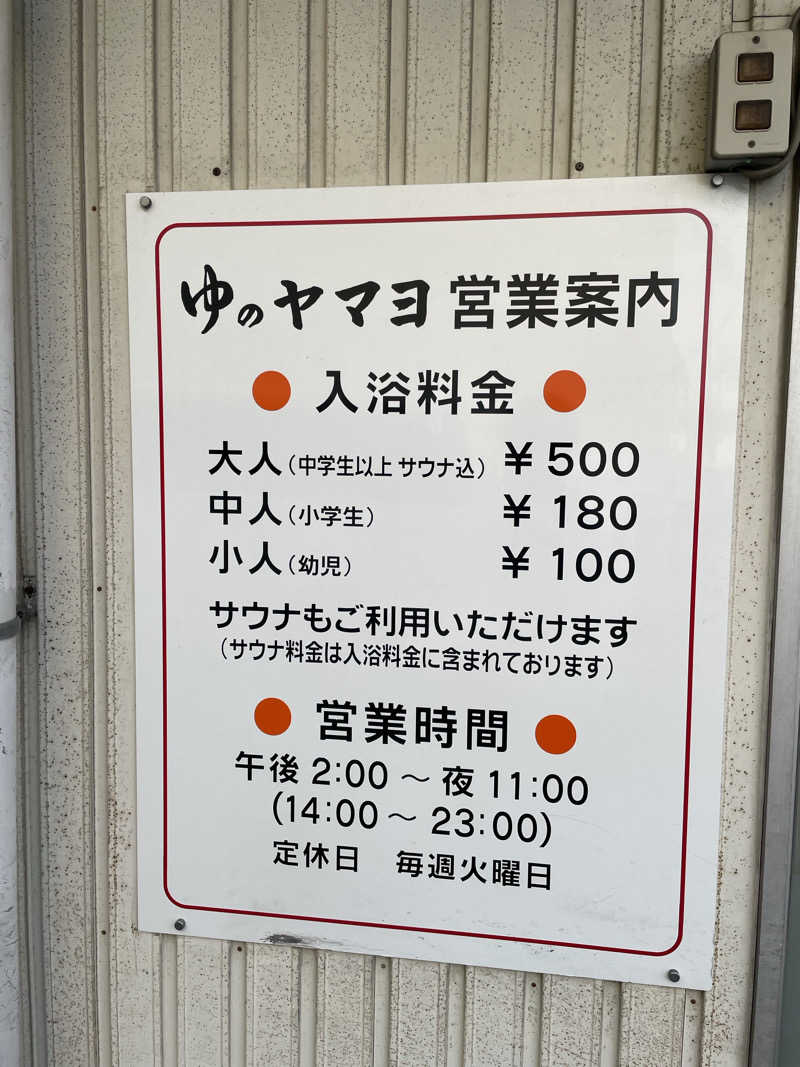 ゆのヤマヨ 営業案内
● 入浴料金 ●
大人(中学生以上 サウナ込) ¥500
中人(小学生) ¥180
小人(幼児) ¥100
サウナもご利用いただけます
(サウナ料金は入浴料金に含まれております)
● 営業時間 ●
午後 2:00 ～ 夜 11:00
(14:00 ～ 23:00)
定休日 毎週火曜日